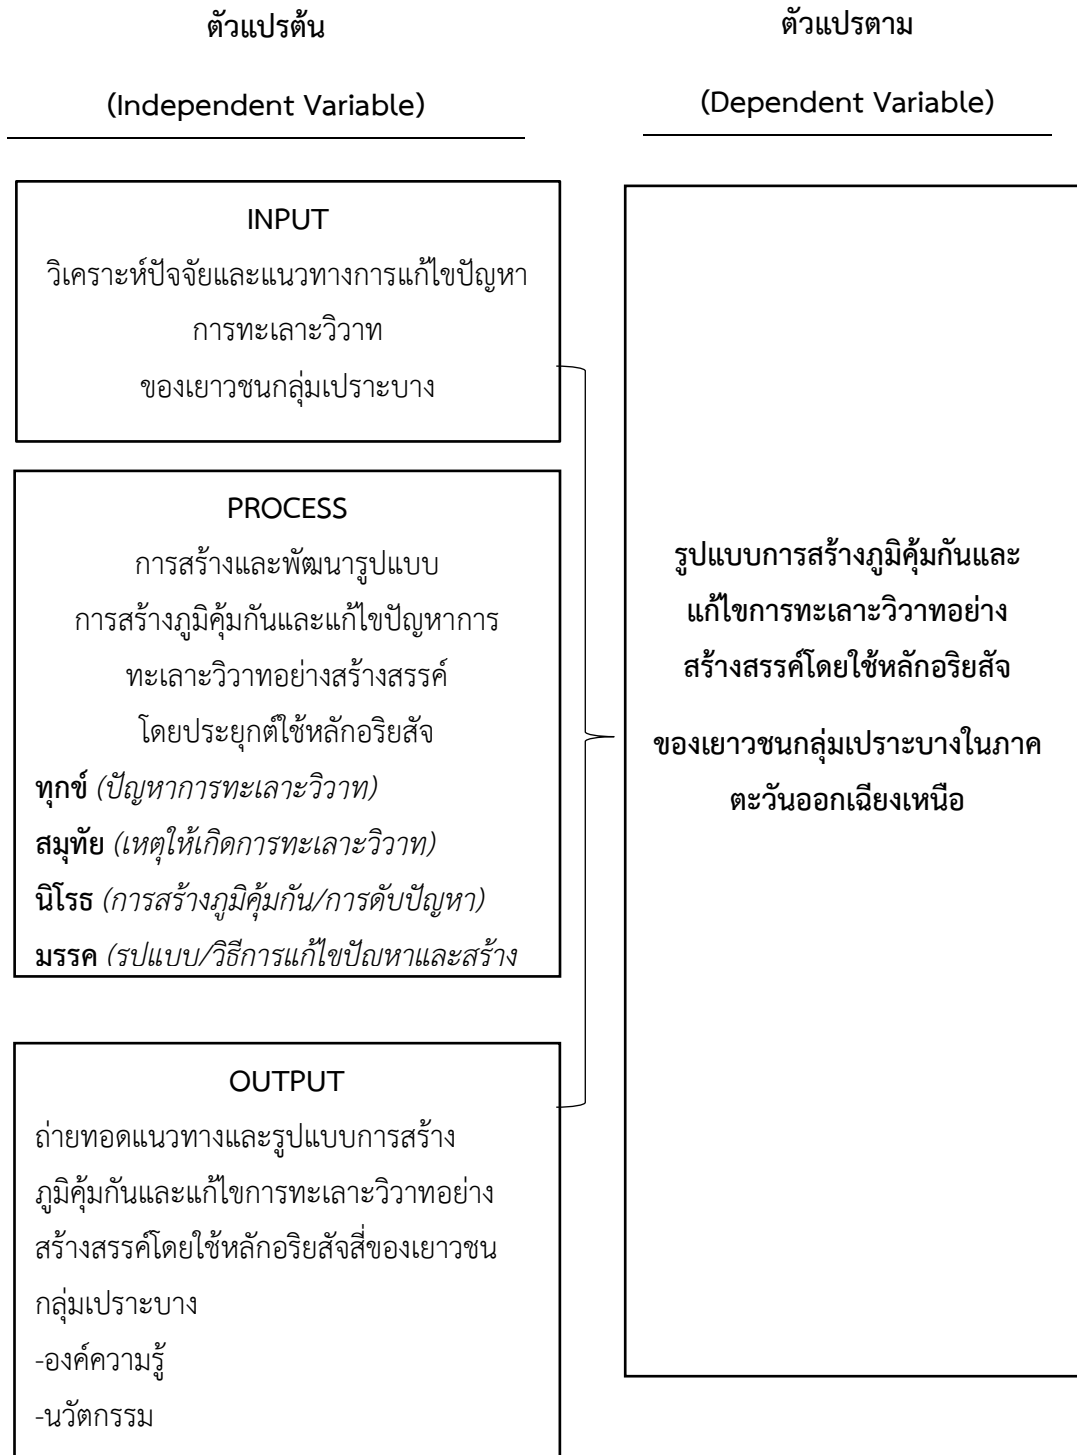 ตัวแปรต้น
(Independent Variable)
INPUT
วิเคราะห์ปัจจัยและแนวทางการแก้ไขปัญหา
การทะเลาะวิวาท
ของเยาวชนกลุ่มเปราะบาง
PROCESS
การสร้างและพัฒนารูปแบบ
การสร้างภูมิคุ้มกันและแก้ไขปัญหาการ
ทะเลาะวิวาทอย่างสร้างสรรค์
โดยประยุกต์ใช้หลักอริยสัจ
ทุกข์ (ปัญหาการทะเลาะวิวาท)
สมุทัย (เหตุให้เกิดการทะเลาะวิวาท)
นิโรธ (การสร้างภูมิคุ้มกัน/การดับปัญหา)
มรรค (รูปแบบ/วิธีการแก้ไขปัญหาและสร้าง
OUTPUT
ถ่ายทอดแนวทางและรูปแบบการสร้าง
ภูมิคุ้มกันและแก้ไขการทะเลาะวิวาทอย่าง
สร้างสรรค์โดยใช้หลักอริยสัจสี่ของเยาวชน
กลุ่มเปราะบาง
-องค์ความรู้
-นวัตกรรม
ตัวแปรตาม
(Dependent Variable)
รูปแบบการสร้างภูมิคุ้มกันและ
แก้ไขการทะเลาะวิวาทอย่าง
สร้างสรรค์โดยใช้หลักอริยสัจ
ของเยาวชนกลุ่มเปราะบางในภาค
ตะวันออกเฉียงเหนือ